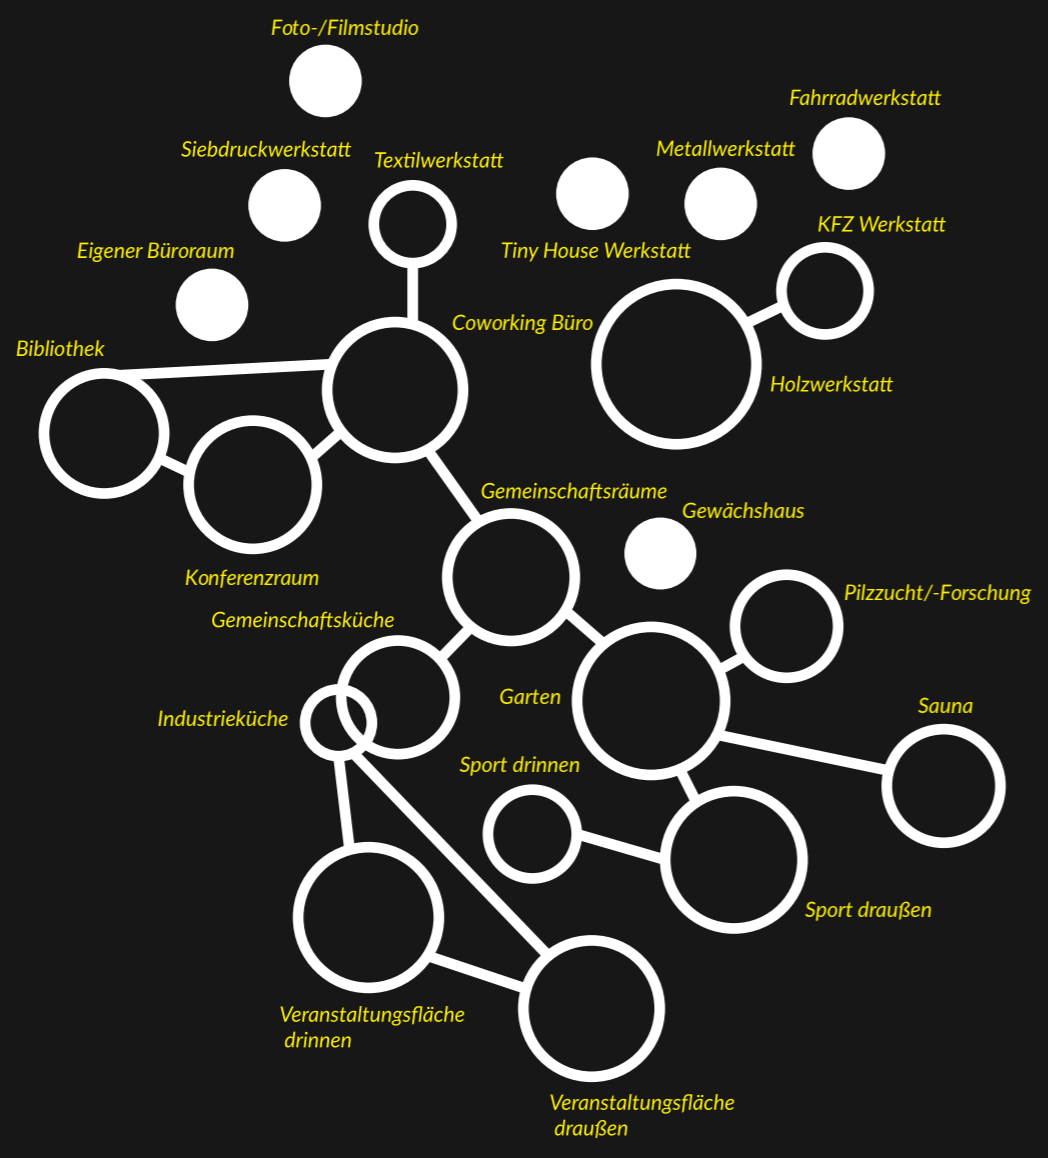 Foto-/Filmstudio
Fahrradwerkstatt
Siebdruckwerkstatt
Textilwerkstatt
Metallwerkstatt
KFZ Werkstatt
Eigener Büroraum
Tiny House Werkstatt
Coworking Büro
Bibliothek
Holzwerkstatt
Gemeinschaftsräume
Gewächshaus
Konferenzraum
Pilzzucht/-Forschung
Gemeinschaftsküche
Garten
Sauna
Industrieküche
Sport drinnen
Sport draußen
Veranstaltungsfläche
drinnen
Veranstaltungsfläche
draußen